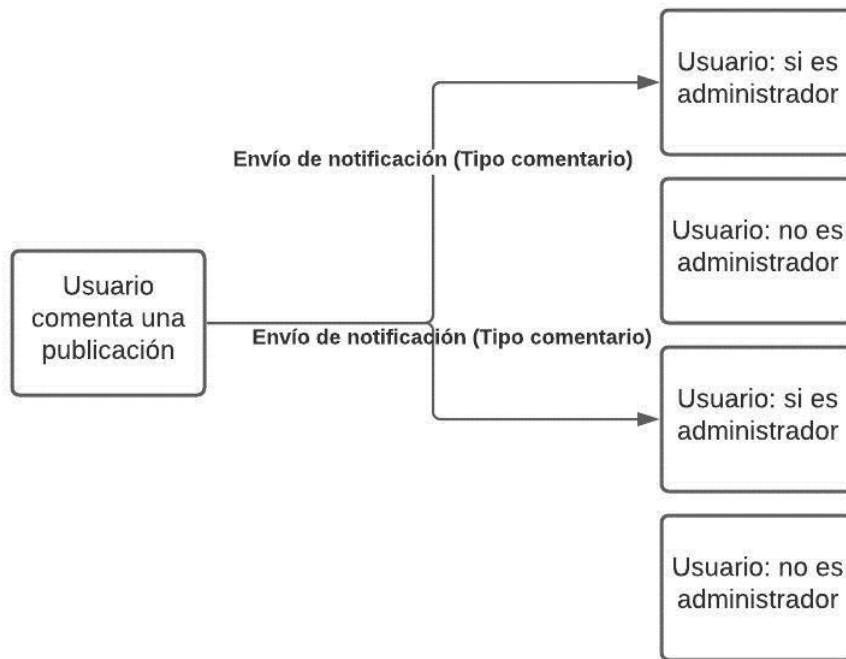 Usuario: si es
administrador
Envío de notificación (Tipo comentario)
Usuario: no es
administrador
Usuario
comenta una
publicación
Envío de notificación (Tipo comentario)
Usuario: si es
administrador
Usuario: no es
administrador